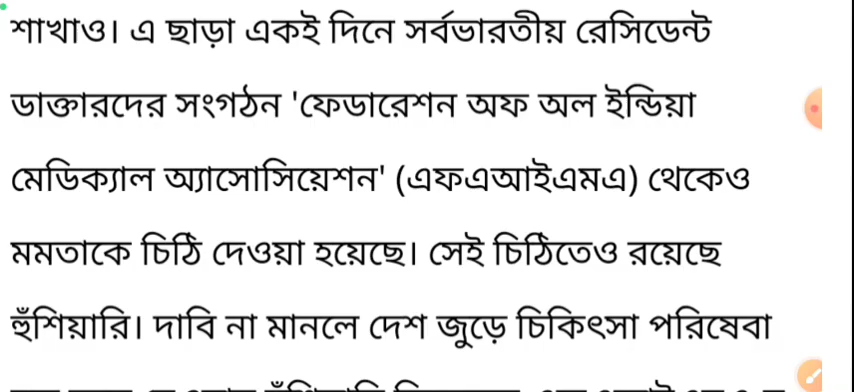 শাখাও। এ ছাড়া একই দিনে সর্বভারতীয় রেসিডেন্ট
ডাক্তারদের সংগঠন 'ফেডারেশন অফ অল ইন্ডিয়া
মেডিক্যাল অ্যাসোসিয়েশন' (এফএআইএমএ) থেকেও
মমতাকে চিঠি দেওয়া হয়েছে। সেই চিঠিতেও রয়েছে
হুঁশিয়ারি। দাবি না মানলে দেশ জুড়ে চিকিৎসা পরিষেবা